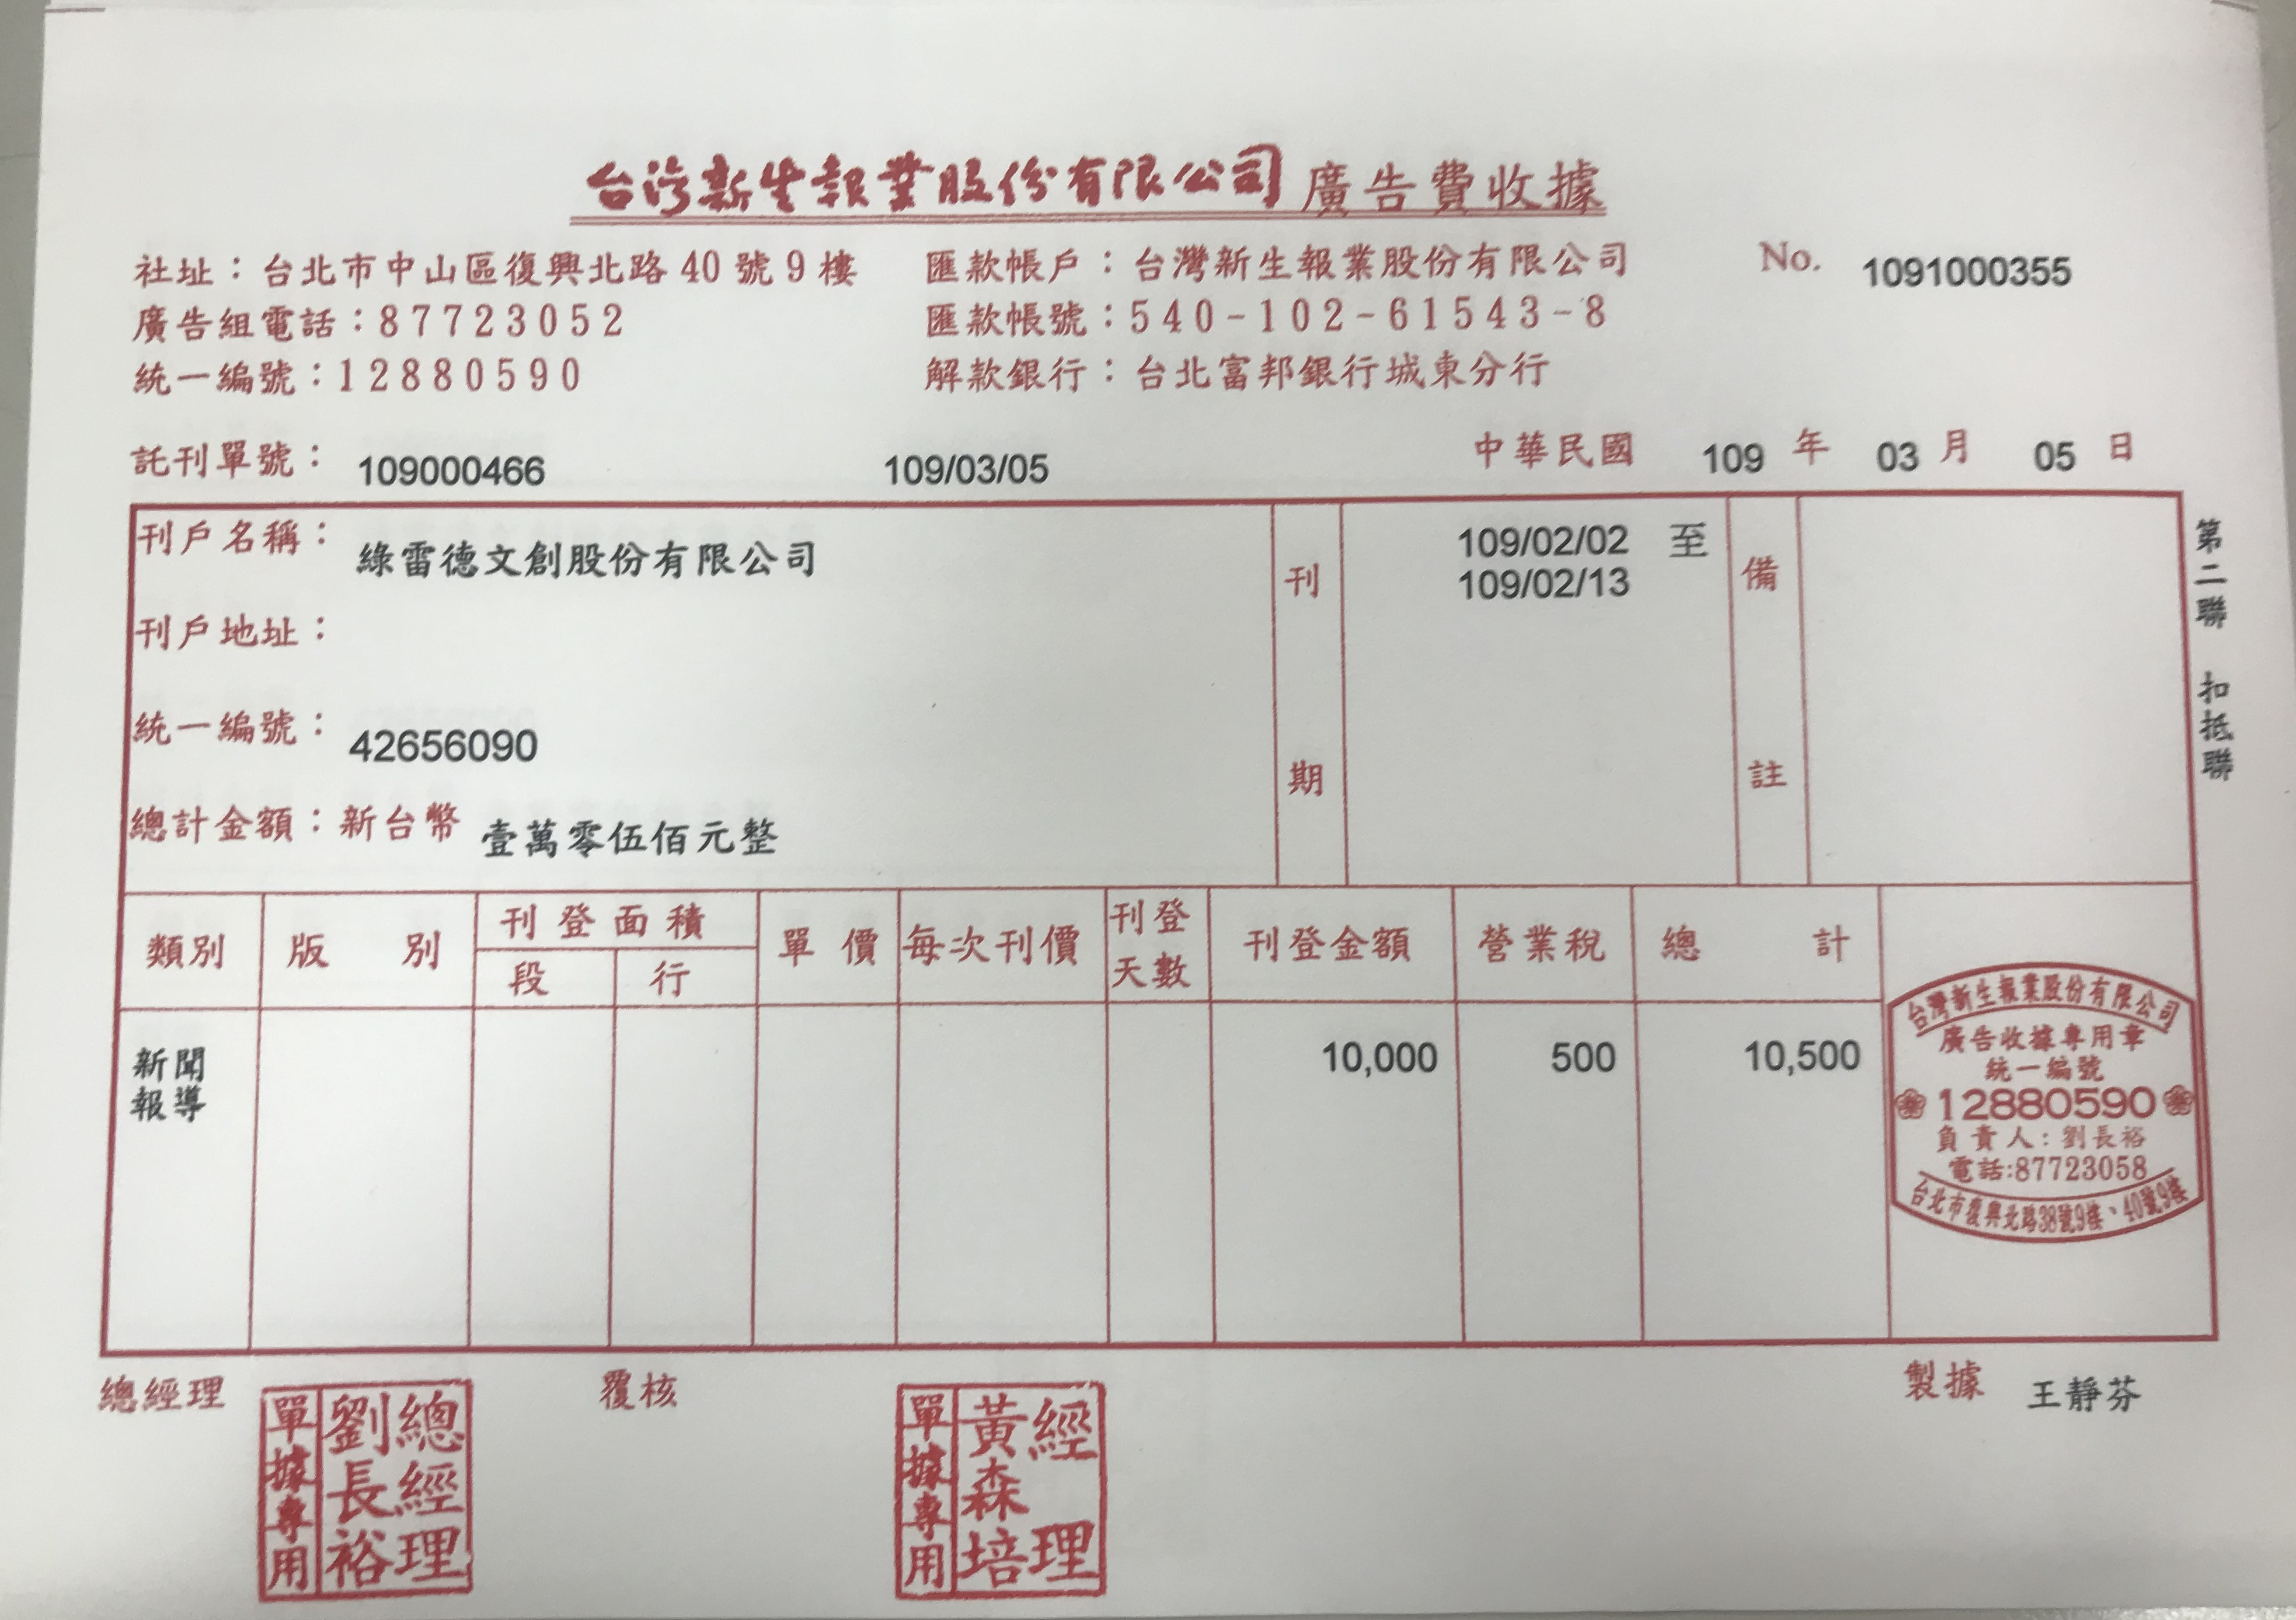 台灣新生報業股份有限公司 廣告費收據
社址：台北市中山區復興北路40號9樓 匯款帳戶：台灣新生報業股份有限公司 No. 1091000355
廣告組電話：87723052 匯款帳號：540-102-61543-8
統一編號：12880590 解款銀行：台北富邦銀行城東分行
託刊單號： 109000466 109/03/05 中華民國 109 年 03 月 05 日
刊戶名稱： 綠雷德文創股份有限公司
刊戶地址：
統一編號： 42656090
總計金額：新台幣 壹萬零伍佰元整
刊期
109/02/02 至
109/02/13
備註
第二聯 扣抵聯
類別 版別 刊登面積 單價 每次刊價 刊登天數 刊登金額 營業稅 總計
段 行
新聞 10,000 500 10,500
報導
台灣新生報業股份有限公司
廣告收據專用章
統一編號
12880590
負責人：劉長裕
電話:87723058
台北市復興北路38號9樓、40號9樓
總經理 覆核 製據 王靜芬
總經理
劉長裕
單據專用
經理
黃森培
單據專用